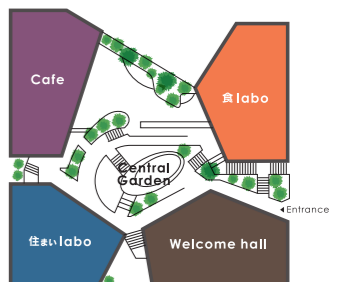 Cafe
食labo
Central
Garden
◀Entrance
住まいlabo
Welcome hall